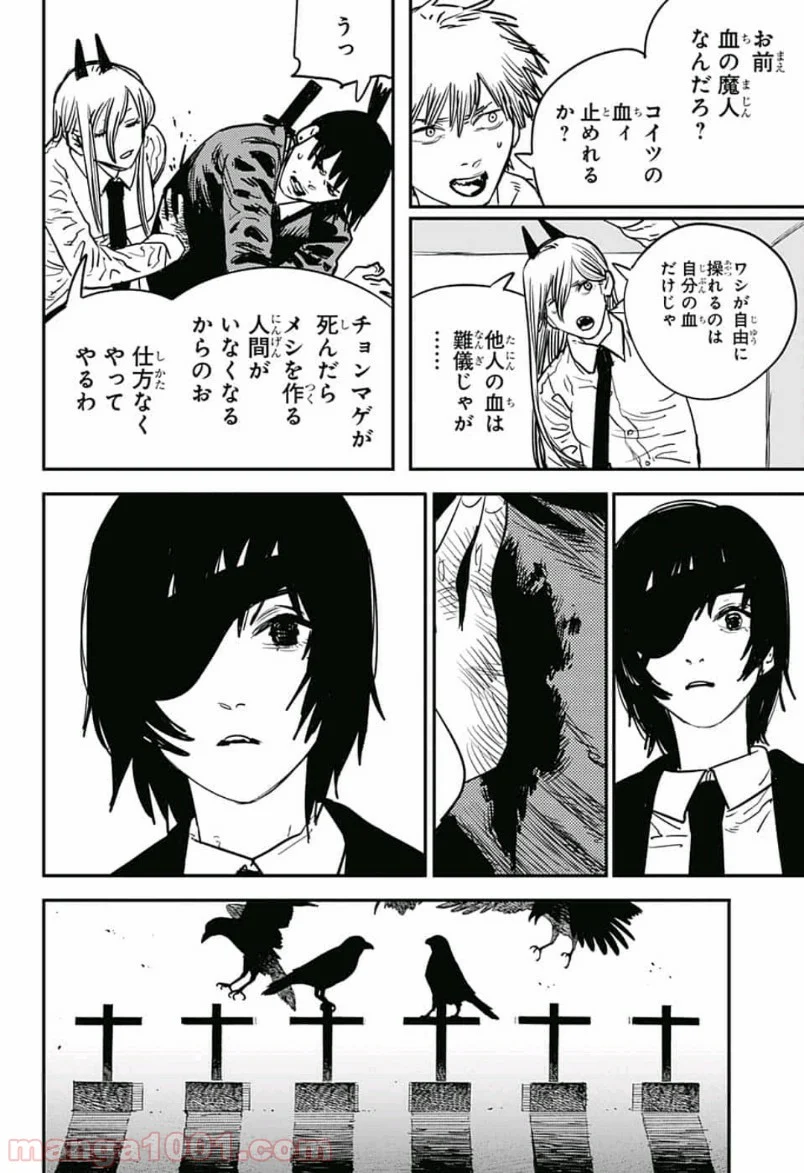 お前
血の魔人
なんだろ？
コイツの
血ィ
止めれる
か？
ワシが自由に
操れるのは
自分の血
だけじゃ
他人の血は
難儀じゃが
……
うっ
チョンマゲが
死んだら
メシを作る
人間が
いなくなる
からのお
仕方なく
やって
やるわ
manga1001.com